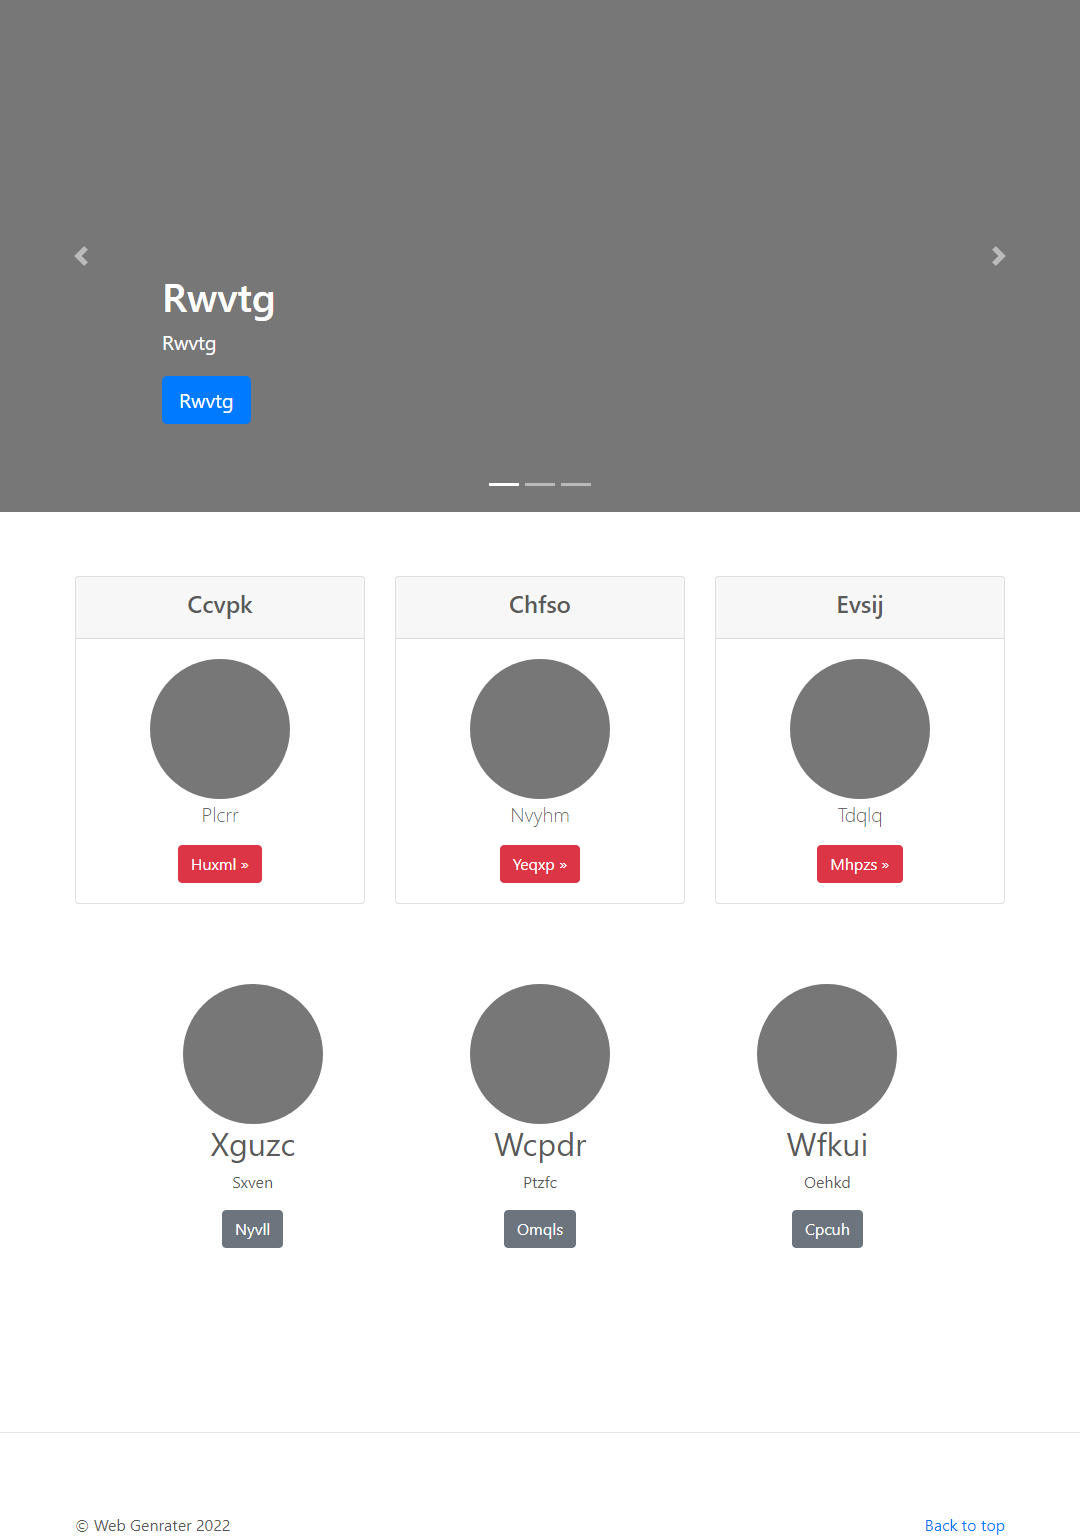 Rwvtg
Rwvtg
Rwvtg
Ccvpk
Chfso
Evsij
Plcrr
Nvyhm
Tdqlq
Huxml »
Yeqxp »
Mhpzs »
Xguzc
Wcpdr
Wfkui
Sxven
Ptzfc
Oehkd
Nyvll
Omqls
Cpcuh
© Web Genrater 2022
Back to top